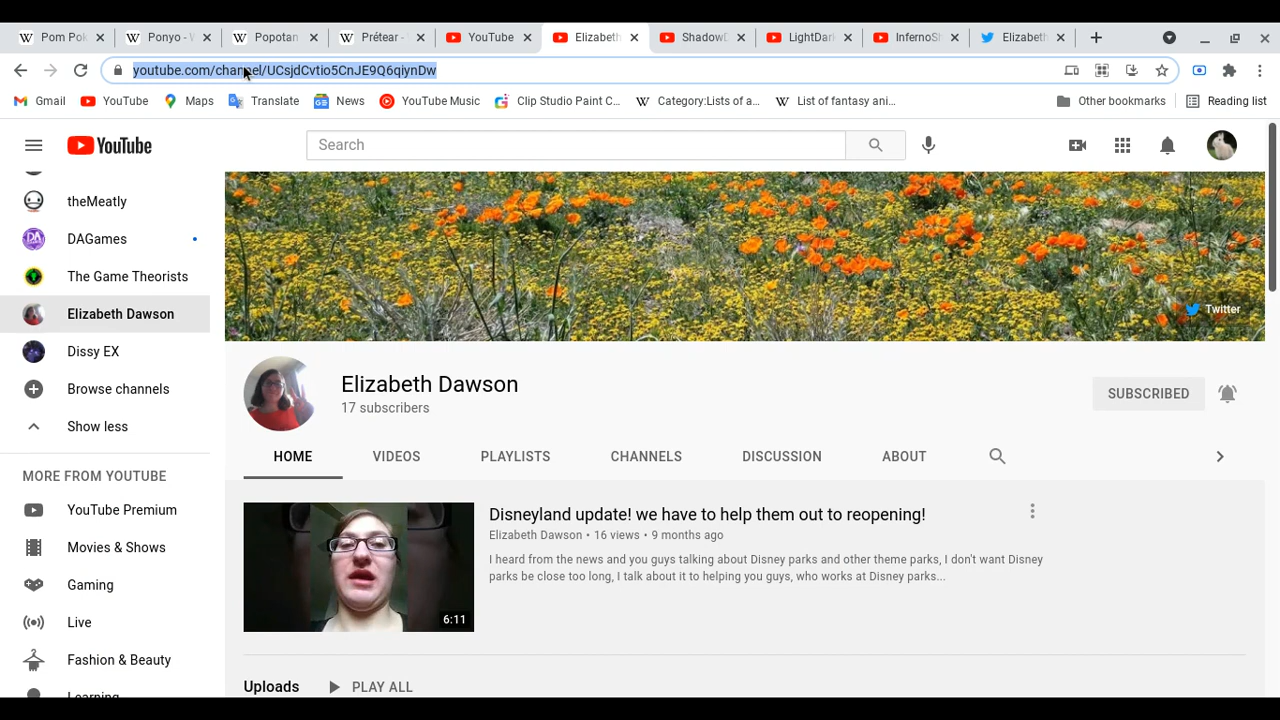 Pom Pok
Ponyo - W
Popotan
Prétear -
YouTube
Elizabeth
ShadowD
LightDark
InfernoSh
Elizabeth
youtube.com/channel/UCsjdCvtio5CnJE9Q6qiynDw
Gmail
YouTube
Maps
Translate
News
YouTube Music
Clip Studio Paint C...
Category:Lists of a...
List of fantasy ani...
Other bookmarks
Reading list
YouTube
Search
theMeatly
DAGames
The Game Theorists
Elizabeth Dawson
Dissy EX
Browse channels
Show less
MORE FROM YOUTUBE
YouTube Premium
Movies & Shows
Gaming
Live
Fashion & Beauty
Learning
Twitter
Elizabeth Dawson
17 subscribers
SUBSCRIBED
HOME
VIDEOS
PLAYLISTS
CHANNELS
DISCUSSION
ABOUT
6:11
Disneyland update! we have to help them out to reopening!
Elizabeth Dawson • 16 views • 9 months ago
I heard from the news and you guys talking about Disney parks and other theme parks, I don't want Disney
parks be close too long, I talk about it to helping you guys, who works at Disney parks...
Uploads
PLAY ALL